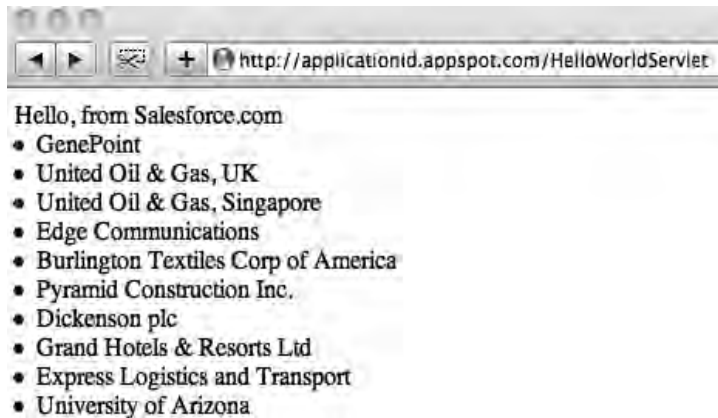 http://applicationid.appspot.com/HelloWorldServlet
Hello, from Salesforce.com
• GenePoint
• United Oil & Gas, UK
• United Oil & Gas, Singapore
• Edge Communications
• Burlington Textiles Corp of America
• Pyramid Construction Inc.
• Dickenson plc
• Grand Hotels & Resorts Ltd
• Express Logistics and Transport
• University of Arizona